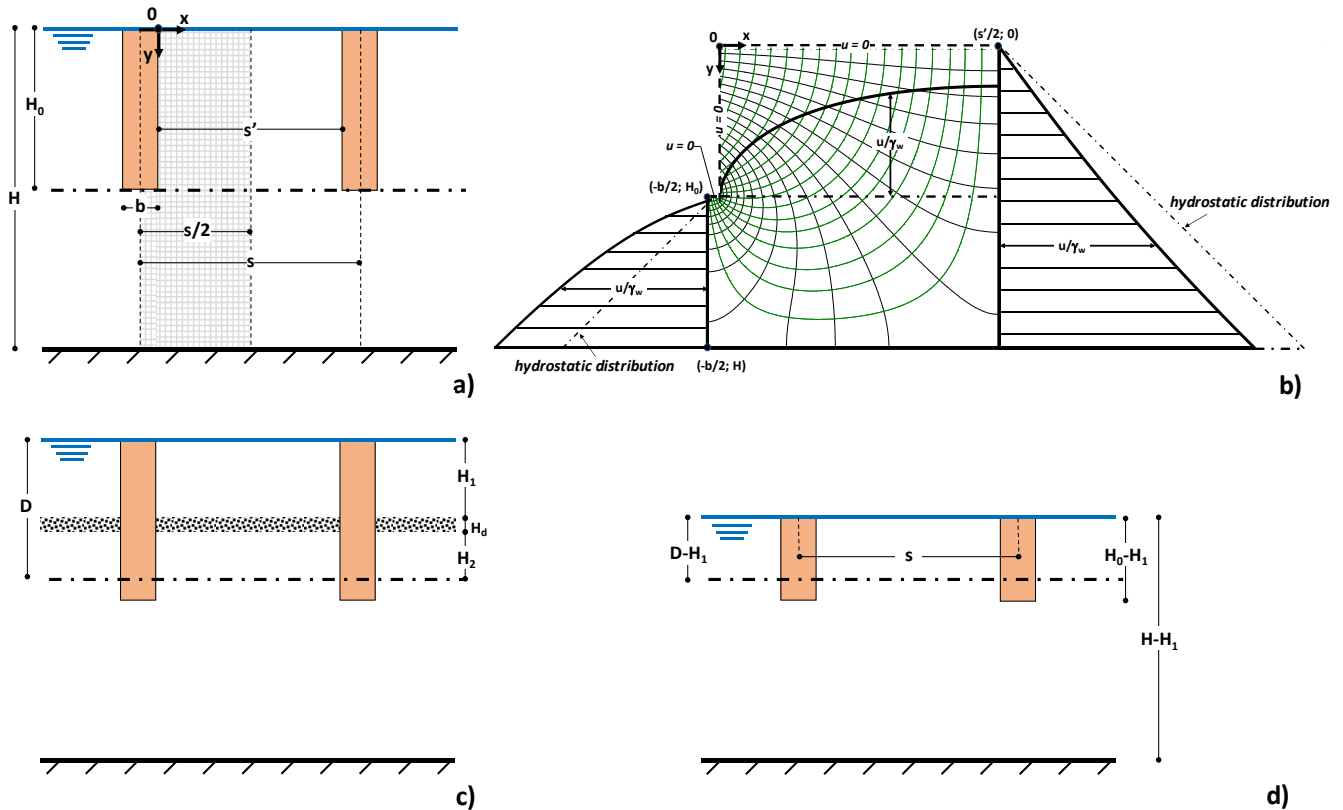 0
x
y
H₀
s'
H
b
s/2
s
a)
0
x
y
u = 0
(s'/2; 0)
u = 0
u = 0
u/γw
(-b/2; H₀)
hydrostatic distribution
u/γw
u/γw
(-b/2; H)
hydrostatic distribution
b)
D
H₁
Hd
H₂
c)
D-H₁
s
H₀-H₁
H-H₁
d)